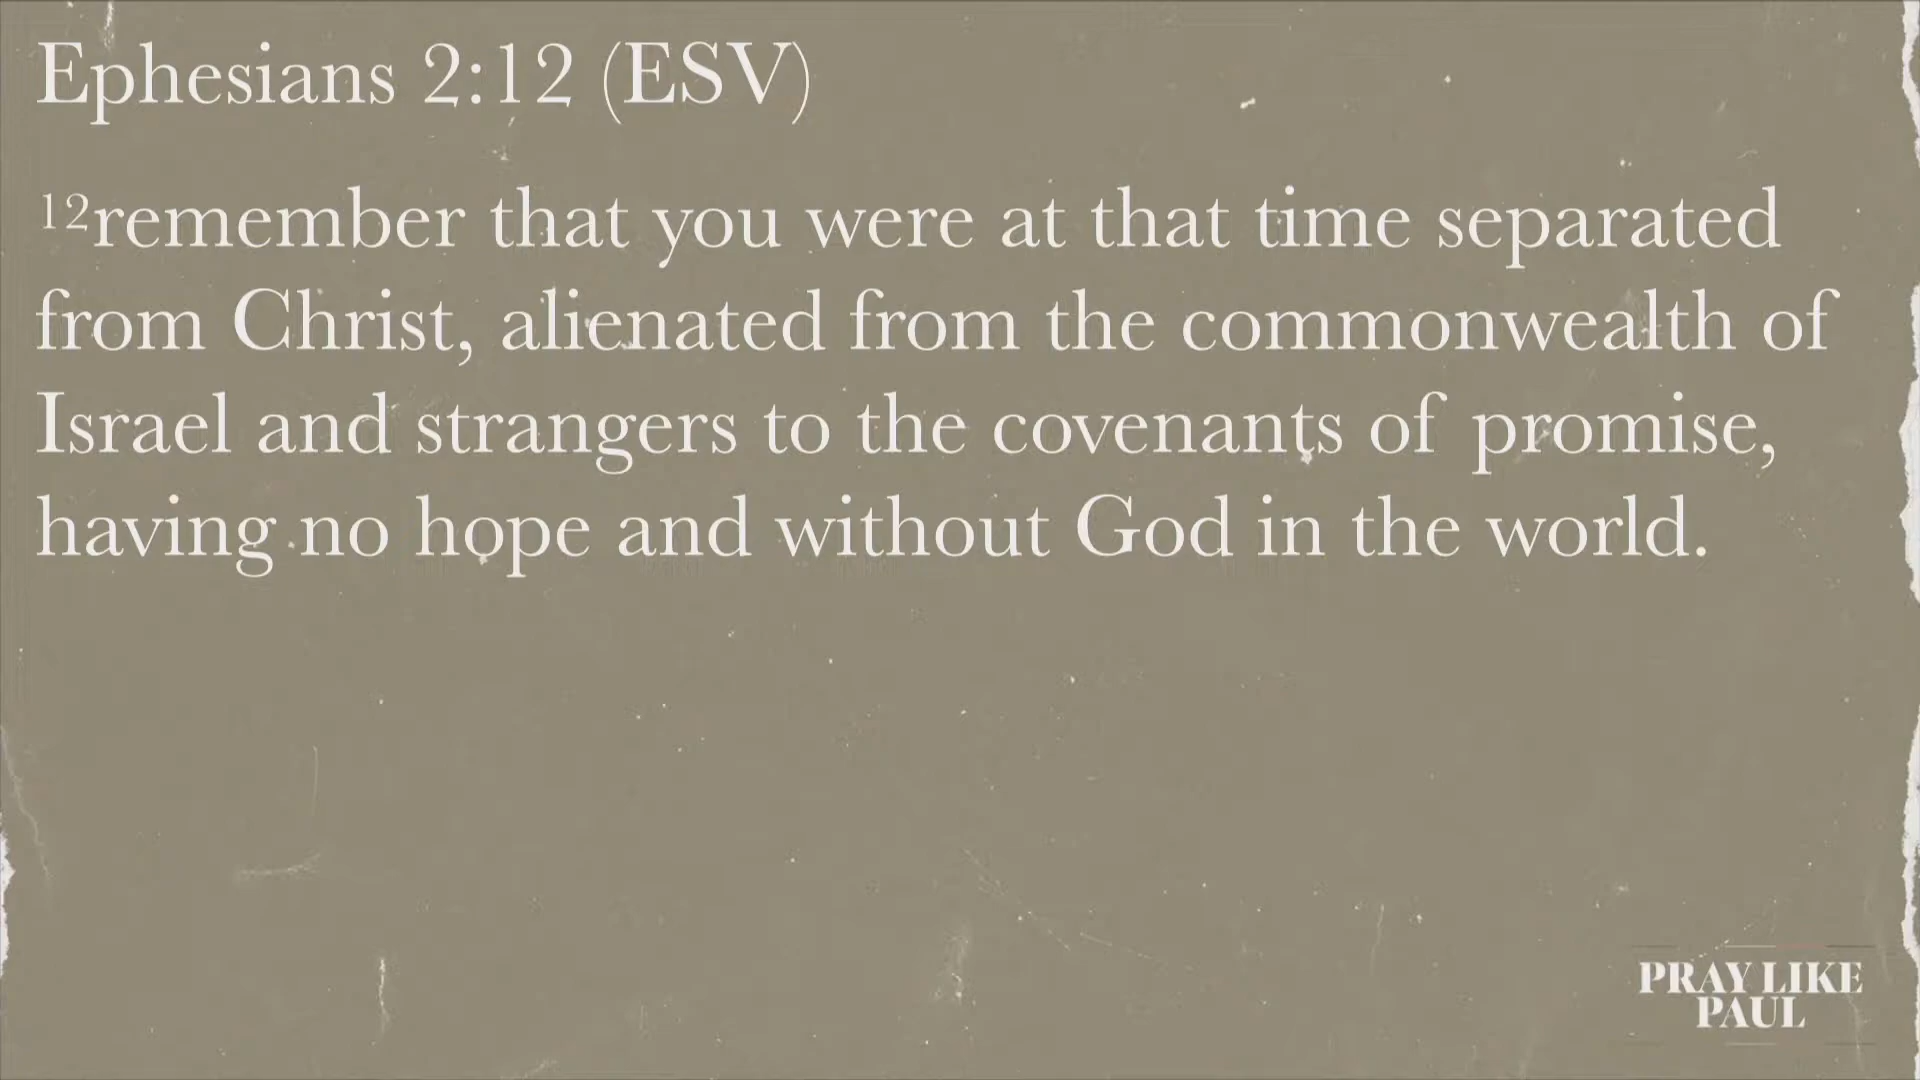 Ephesians 2:12 (ESV)
12remember that you were at that time separated
from Christ, alienated from the commonwealth of
Israel and strangers to the covenants of promise,
having no hope and without God in the world.
PRAY LIKE
PAUL